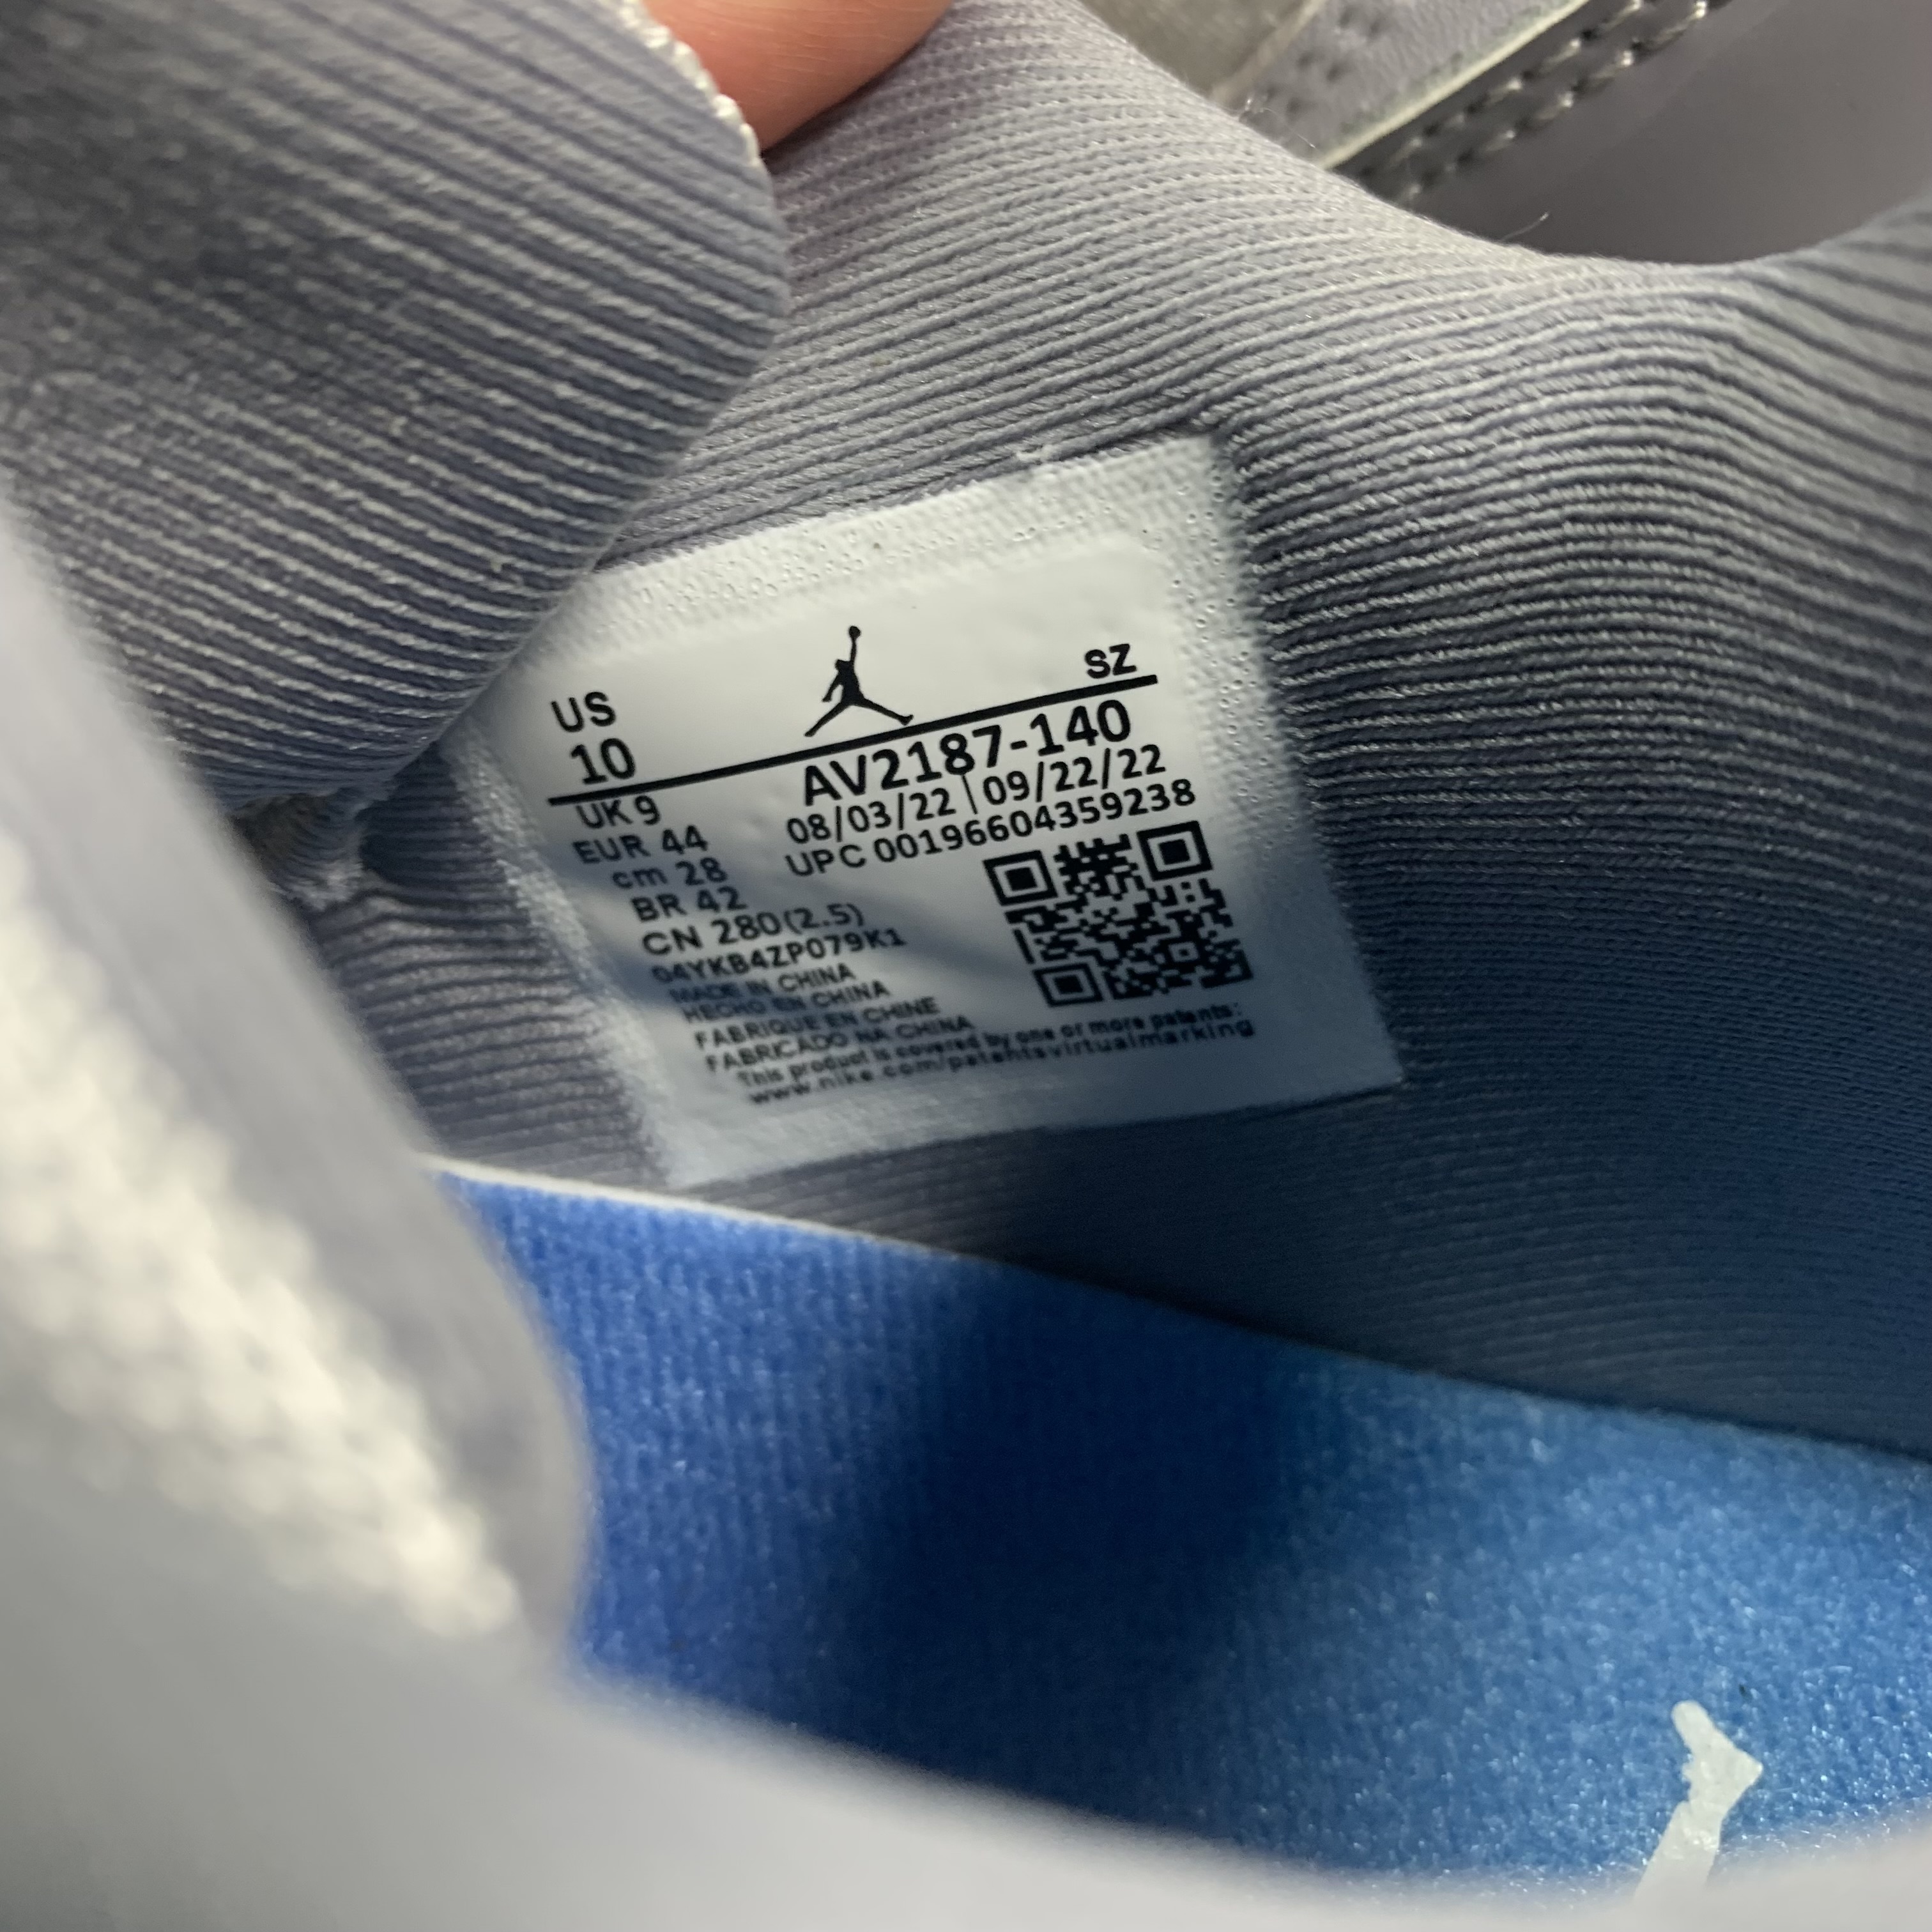 US SZ
10 AV2187-140
UK 9 08/03/22 | 09/22/22
EUR 44 UPC 00196604359238
cm 28
BR 42
CN 280(2.5)
04YKB4ZP079K1
MADE IN CHINA
HECHO EN CHINA
FABRIQUE EN CHINE
FABRICADO NA CHINA
This product is covered by one or more patents:
www.nike.com/patentsvirtualmarking